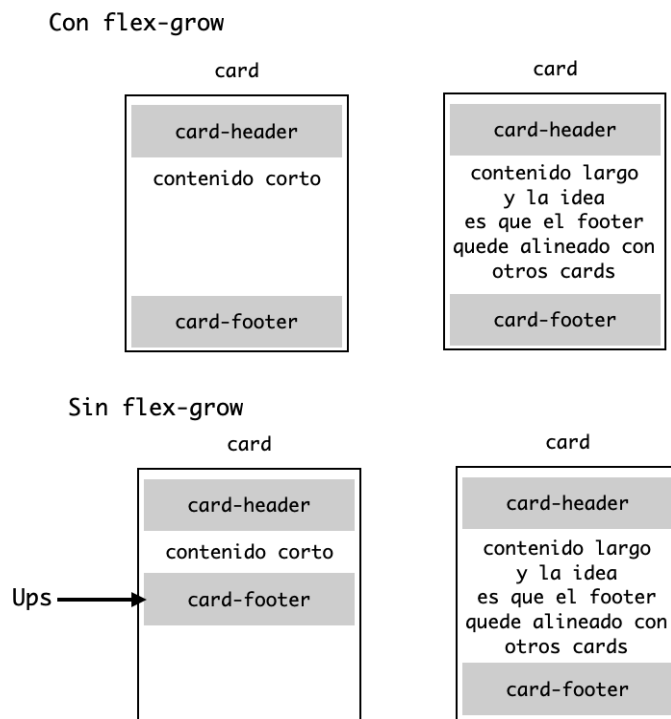 Con flex-grow
card
card-header
contenido corto
card-footer
card
card-header
contenido largo
y la idea
es que el footer
quede alineado con
otros cards
card-footer
Sin flex-grow
card
card-header
contenido corto
Ups
card-footer
card
card-header
contenido largo
y la idea
es que el footer
quede alineado con
otros cards
card-footer